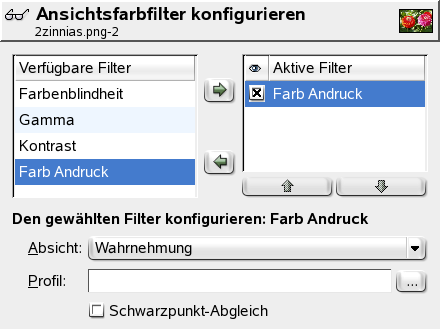 Ansichtsfarbfilter konfigurieren
2zinnias.png-2
Verfügbare Filter
Farbenblindheit
Gamma
Kontrast
Farb Andruck
Aktive Filter
Farb Andruck
Den gewählten Filter konfigurieren: Farb Andruck
Absicht: Wahrnehmung
Profil: ...
Schwarzpunkt-Abgleich